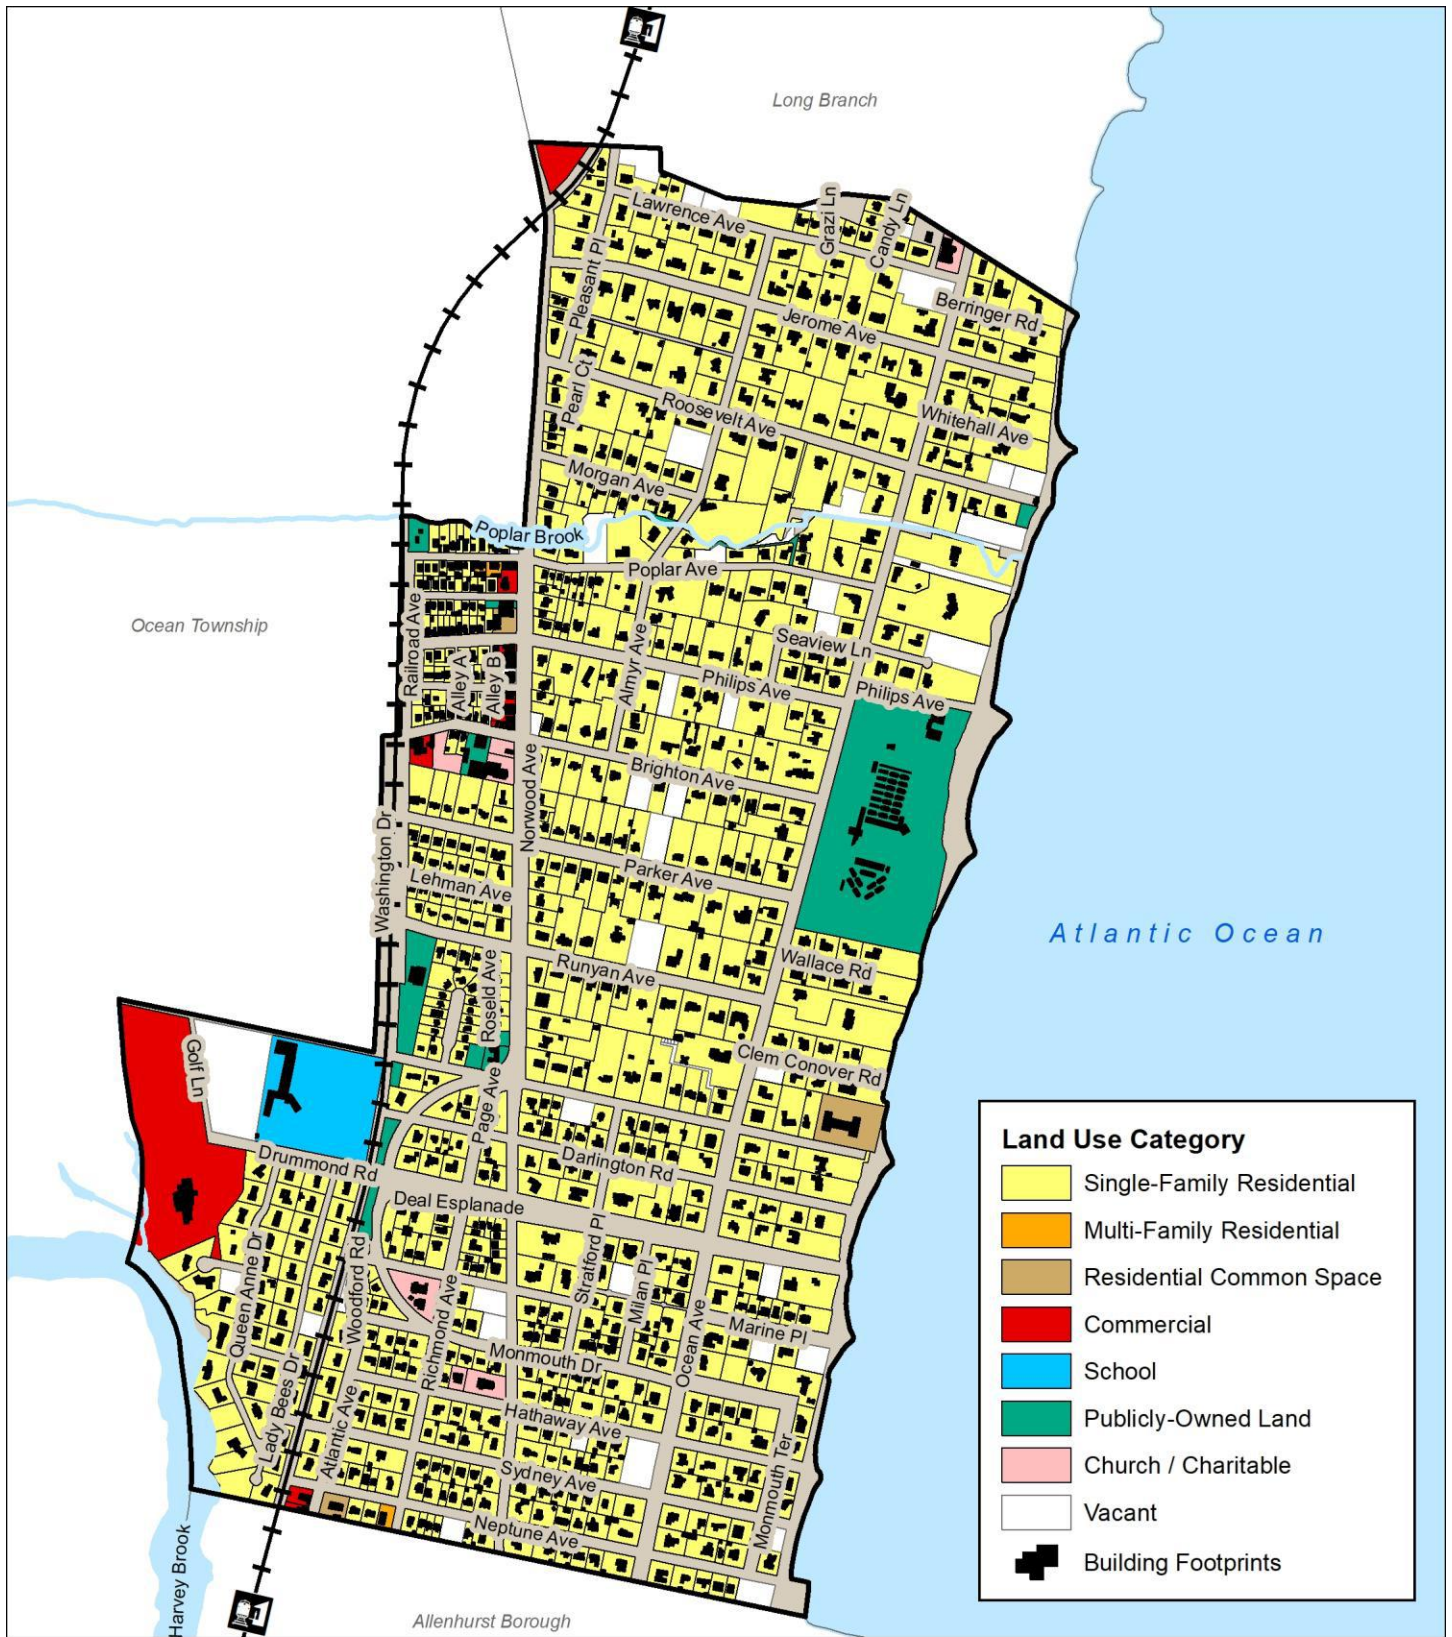 Long Branch
Lawrence Ave
Grazi Ln
Candy Ln
Pleasant Pl
Berringer Rd
Jerome Ave
Pearl Ct
Roosevelt Ave
Whitehall Ave
Morgan Ave
Poplar Brook
Poplar Ave
Ocean Township
Railroad Ave
Alley A
Alley B
Almyr Ave
Seaview Ln
Philips Ave
Philips Ave
Norwood Ave
Brighton Ave
Washington Dr
Parker Ave
Lehman Ave
Atlantic Ocean
Wallace Rd
Runyan Ave
Roseld Ave
Golf Ln
Clem Conover Rd
Page Ave
Drummond Rd
Darlington Rd
Deal Esplanade
Stratford Pl
Queen Anne Dr
Woodford Rd
Milan Pl
Richmond Ave
Ocean Ave
Marine Pl
Monmouth Dr
Lady Bees Dr
Atlantic Ave
Hathaway Ave
Sydney Ave
Monmouth Ter
Neptune Ave
Harvey Brook
Allenhurst Borough
Land Use Category
Single-Family Residential
Multi-Family Residential
Residential Common Space
Commercial
School
Publicly-Owned Land
Church / Charitable
Vacant
Building Footprints